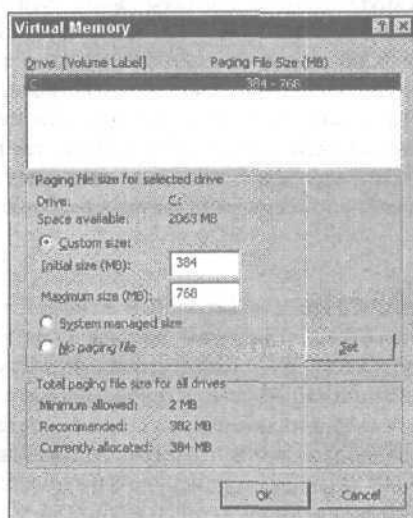 Virtual Memory
Drive [Volume Label] Paging File Size (MB)
C: 384 - 768
Paging file size for selected drive
Drive: C:
Space available: 2063 MB
Custom size:
Initial size (MB): 384
Maximum size (MB): 768
System managed size
No paging file Set
Total paging file size for all drives
Minimum allowed: 2 MB
Recommended: 982 MB
Currently allocated: 384 MB
OK Cancel